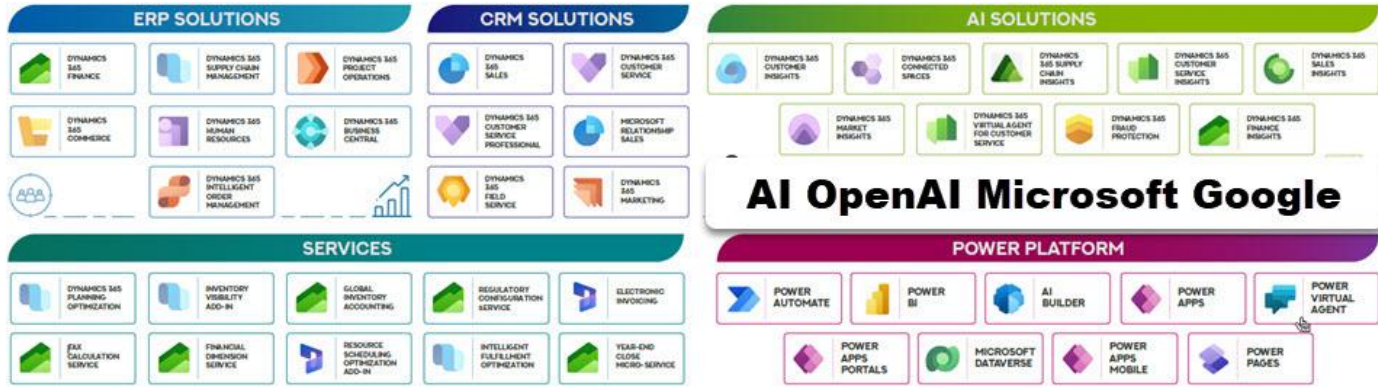 ERP SOLUTIONS
DYNAMICS
365
FINANCE
DYNAMICS 365
SUPPLY CHAIN
MANAGEMENT
DYNAMICS 365
PROJECT
OPERATIONS
DYNAMICS
365
COMMERCE
DYNAMICS 365
HUMAN
RESOURCES
DYNAMICS 365
BUSINESS
CENTRAL
DYNAMICS 365
INTELLIGENT
ORDER
MANAGEMENT
CRM SOLUTIONS
DYNAMICS
365
SALES
DYNAMICS 365
CUSTOMER
SERVICE
DYNAMICS
365 CUSTOMER
SERVICE
PROFESSIONAL
MICROSOFT
RELATIONSHIP
SALES
DYNAMICS
365
FIELD
SERVICE
DYNAMICS
365
MARKETING
AI SOLUTIONS
DYNAMICS 365
CUSTOMER
INSIGHTS
DYNAMICS 365
CONNECTED
SPACES
DYNAMICS
365 SUPPLY
CHAIN
INSIGHTS
DYNAMICS 365
CUSTOMER
SERVICE
INSIGHTS
DYNAMICS 365
SALES
INSIGHTS
DYNAMICS 365
MARKET
INSIGHTS
DYNAMICS 365
VIRTUAL AGENT
FOR CUSTOMER
SERVICE
DYNAMICS 365
FRAUD
PROTECTION
DYNAMICS 365
FINANCE
INSIGHTS
AI OpenAI Microsoft Google
SERVICES
DYNAMICS 365
PLANNING
OPTIMIZATION
INVENTORY
VISIBILITY
ADD-IN
GLOBAL
INVENTORY
ACCOUNTING
REGULATORY
CONFIGURATION
SERVICE
ELECTRONIC
INVOICING
TAX
CALCULATION
SERVICE
FINANCIAL
DIMENSION
SERVICE
RESOURCE
SCHEDULING
OPTIMIZATION
ADD-IN
INTELLIGENT
FULFILLMENT
OPTIMIZATION
YEAR-END
CLOSE
MICRO-SERVICE
POWER PLATFORM
POWER
AUTOMATE
POWER
BI
AI
BUILDER
POWER
APPS
POWER
VIRTUAL
AGENT
POWER
APPS
PORTALS
MICROSOFT
DATAVERSE
POWER
APPS
MOBILE
POWER
PAGES